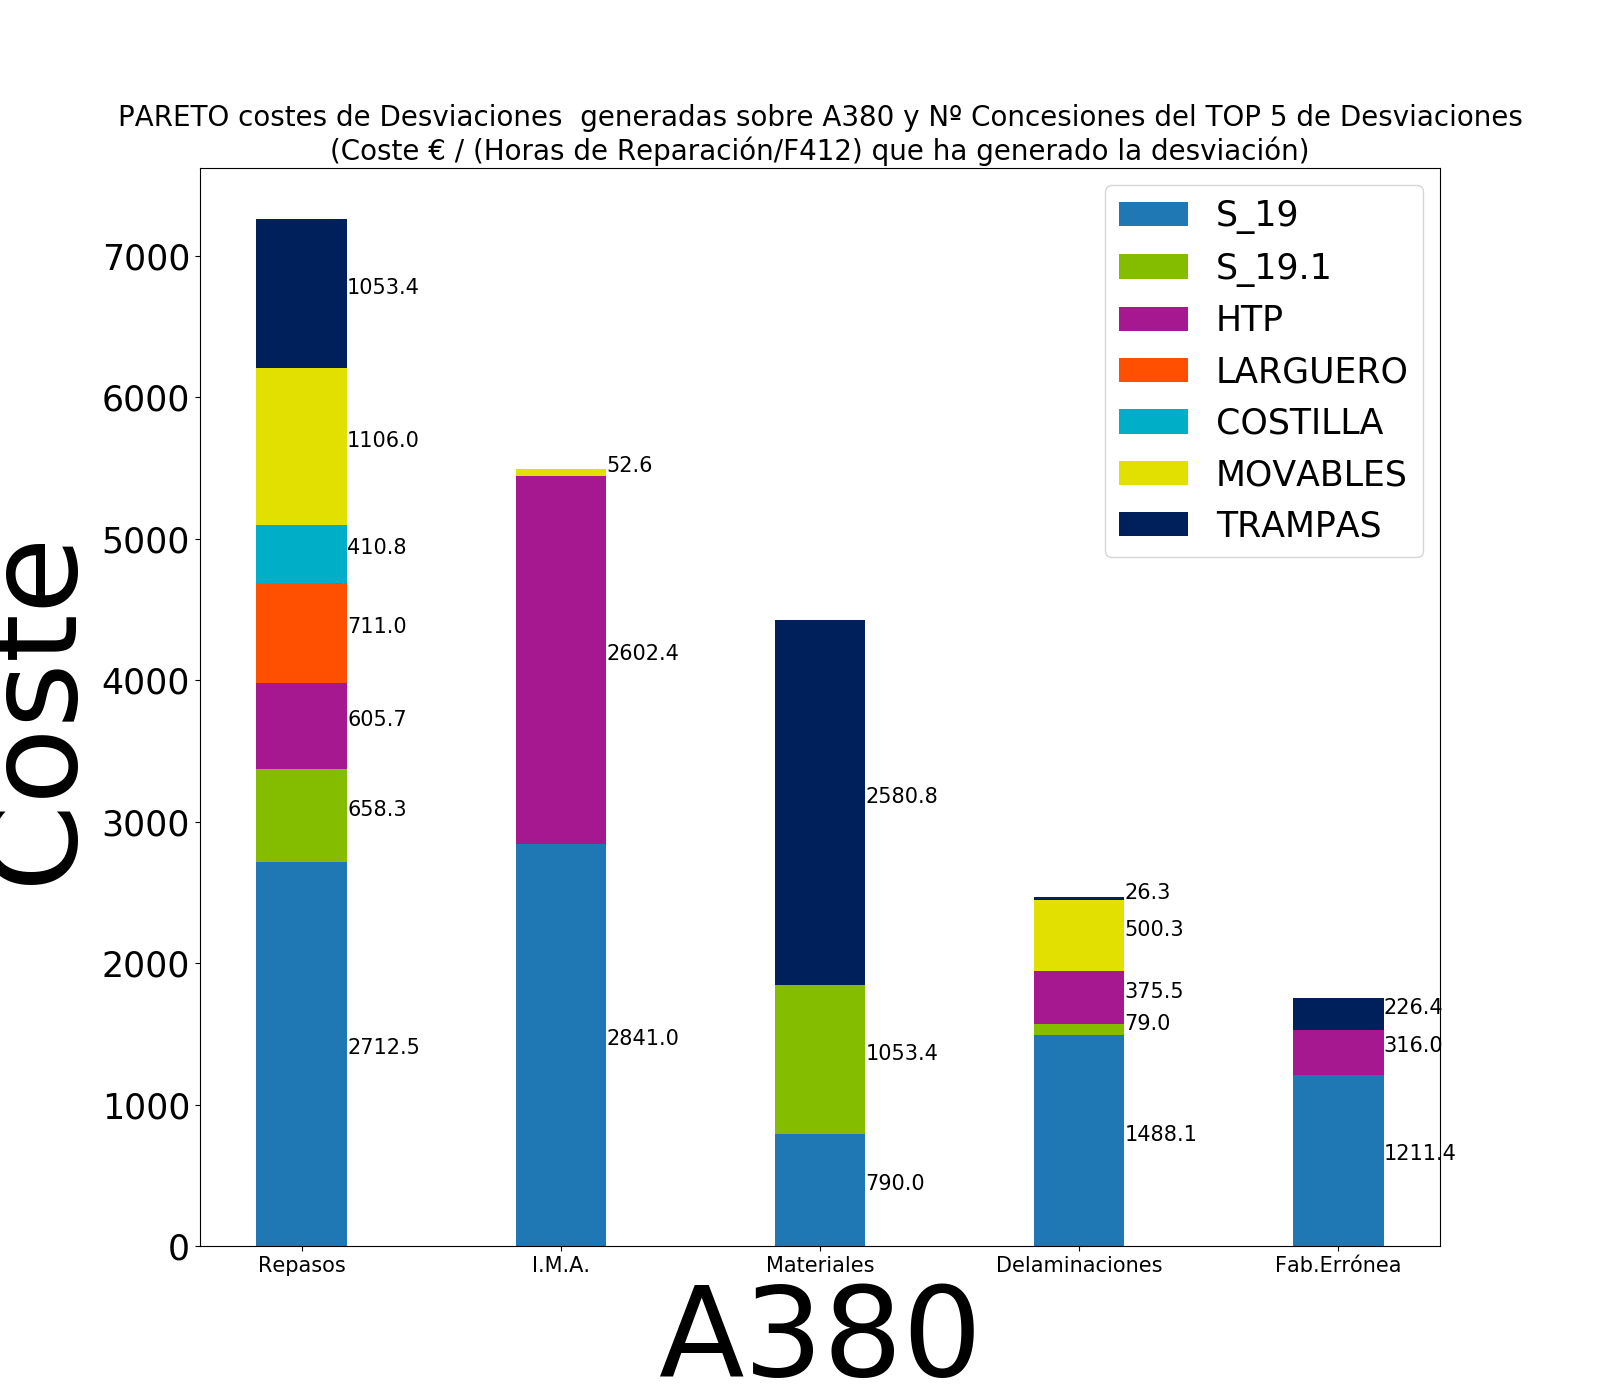 PARETO costes de Desviaciones  generadas sobre A380 y Nº Concesiones del TOP 5 de Desviaciones
(Coste € / (Horas de Reparación/F412) que ha generado la desviación)
S_19
S_19.1
HTP
LARGUERO
COSTILLA
MOVABLES
TRAMPAS
Coste
7000
6000
5000
4000
3000
2000
1000
0
1053.4
1106.0
410.8
711.0
605.7
658.3
2712.5
52.6
2602.4
2841.0
2580.8
1053.4
790.0
26.3
500.3
375.5
79.0
1488.1
226.4
316.0
1211.4
Repasos
I.M.A.
Materiales
Delaminaciones
Fab.Errónea
A380